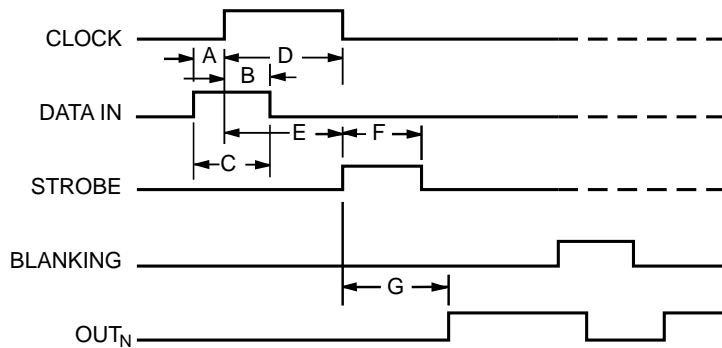 CLOCK
A D
B
DATA IN
E F
C
STROBE
BLANKING
G
OUTN